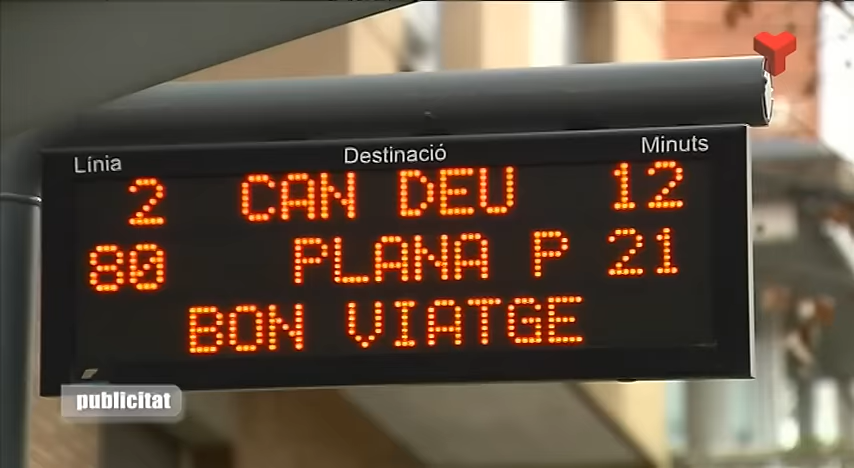 Línia Destinació Minuts
2 CAN DEU 12
80 PLANA P 21
BON VIATGE
publicitat